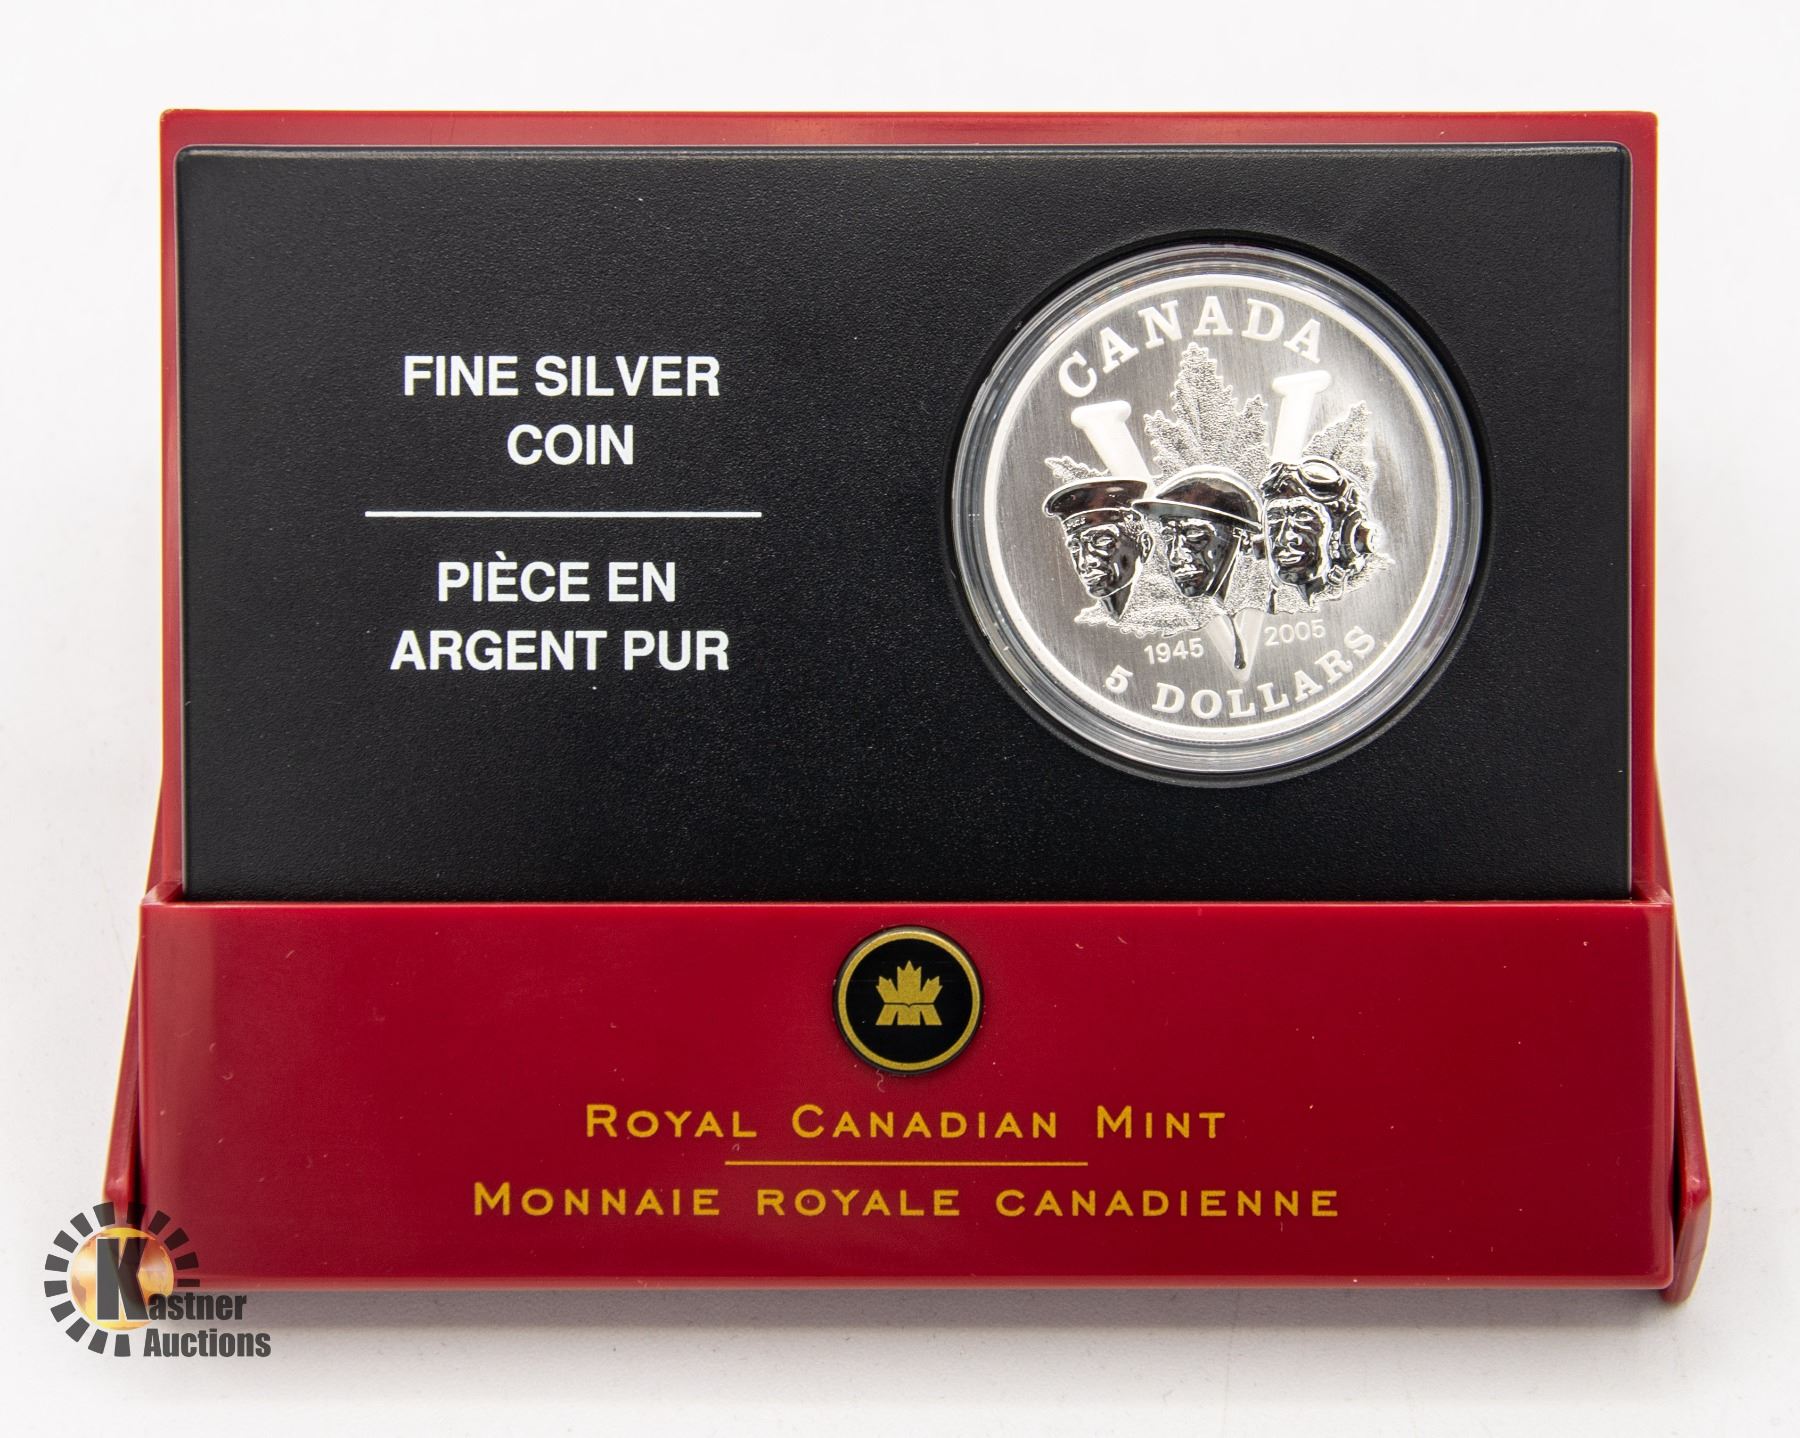 FINE SILVER
COIN
PIÈCE EN
ARGENT PUR
CANADA
1945 2005
5 DOLLARS
ROYAL CANADIAN MINT
MONNAIE ROYALE CANADIENNE
Kastner
Auctions